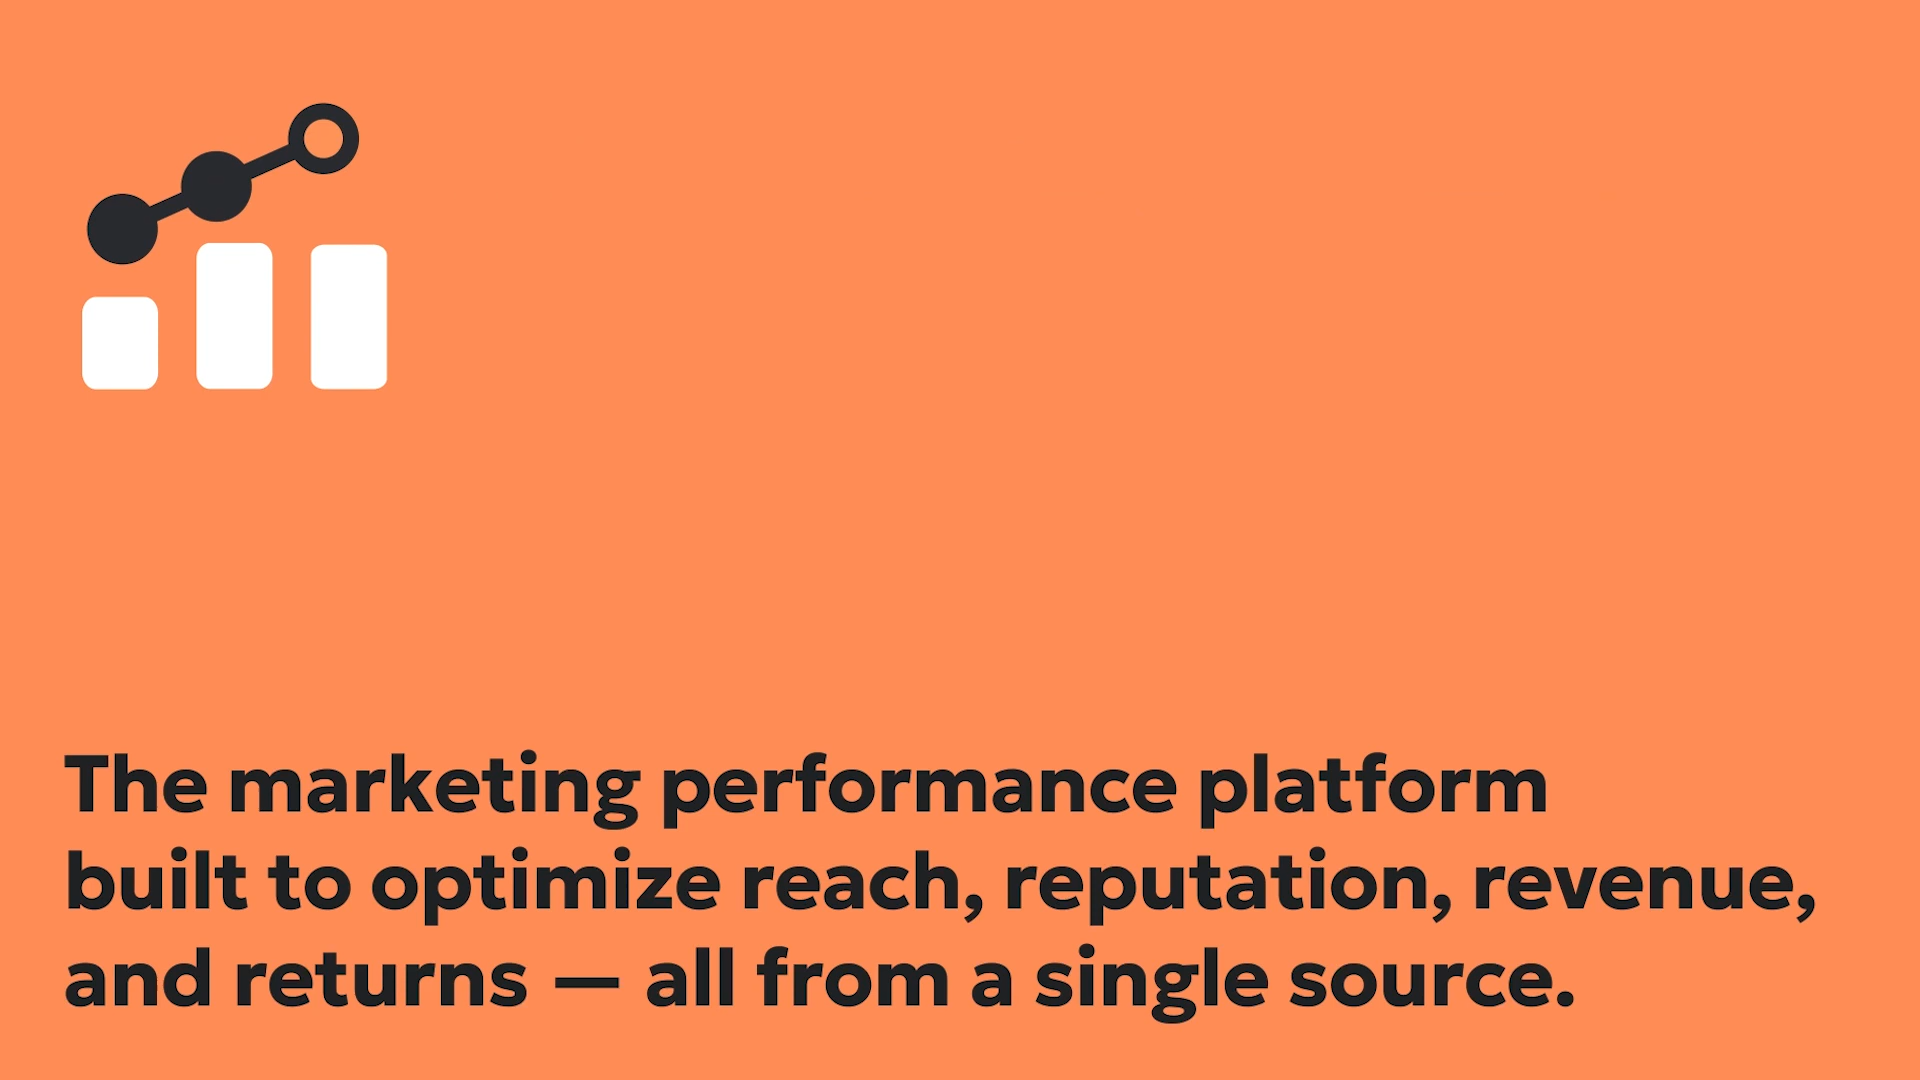 The marketing performance platform
built to optimize reach, reputation, revenue,
and returns — all from a single source.